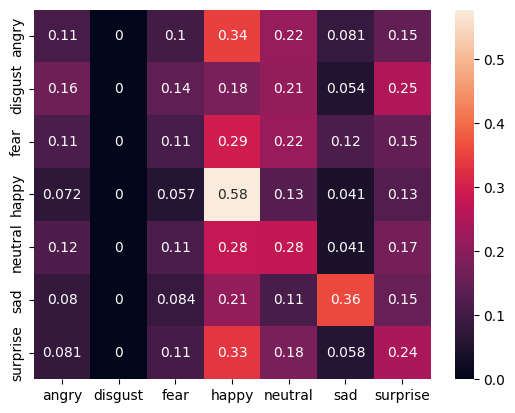 angry 0.11 0 0.1 0.34 0.22 0.081 0.15
disgust 0.16 0 0.14 0.18 0.21 0.054 0.25
fear 0.11 0 0.11 0.29 0.22 0.12 0.15
happy 0.072 0 0.057 0.58 0.13 0.041 0.13
neutral 0.12 0 0.11 0.28 0.28 0.041 0.17
sad 0.08 0 0.084 0.21 0.11 0.36 0.15
surprise 0.081 0 0.11 0.33 0.18 0.058 0.24
angry disgust fear happy neutral sad surprise
0.5
0.4
0.3
0.2
0.1
0.0